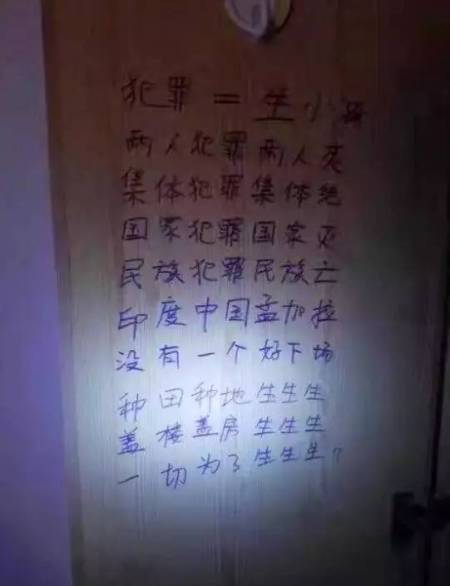 犯罪＝生小孩
两人犯罪两人灭
集体犯罪集体绝
国家犯罪国家灭
民族犯罪民族亡
印度中国孟加拉
没有一个好下场
种田种地生生生
盖楼盖房生生生
一切为了生生生?